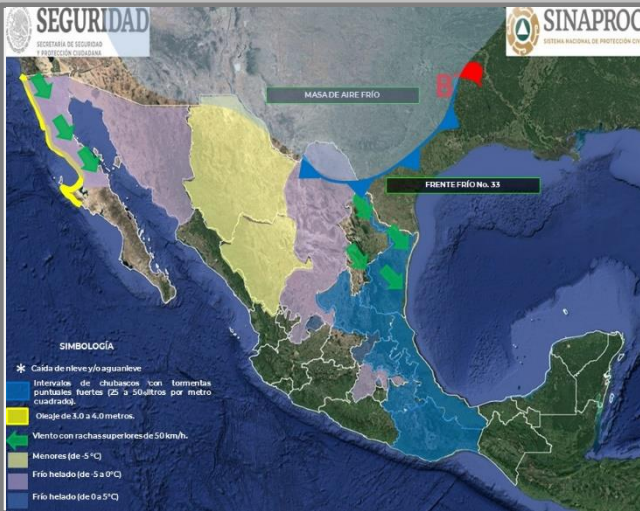 SEGURIDAD
SECRETARÍA DE SEGURIDAD
Y PROTECCIÓN CIUDADANA
SINAPROC
SISTEMA NACIONAL DE PROTECCIÓN CIV
MASA DE AIRE FRÍO
B
FRENTE FRÍO No. 33
SIMBOLOGÍA
Caída de nieve y/o aguanieve
Intervalos de chubascos con tormentas
puntuales fuertes (25 a 50 litros por metro
cuadrado).
Oleaje de 3.0 a 4.0 metros.
Viento con rachas superiores de 50 km/h.
Menores (de -5 °C)
Frío helado (de -5 a 0°C)
Frío helado (de 0 a 5°C)